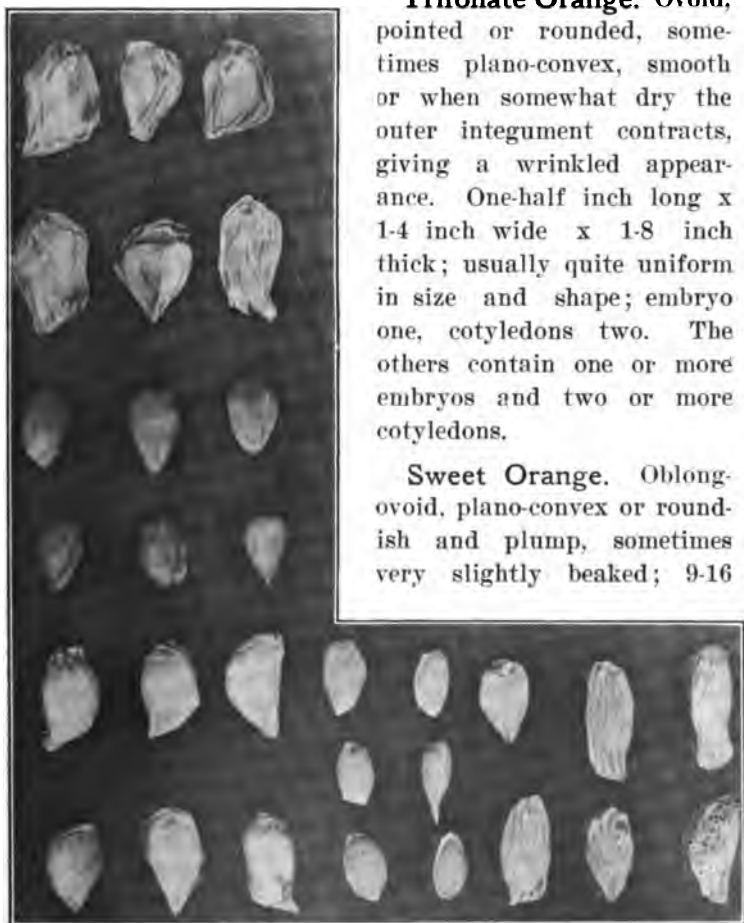 Trifoliate Orange. Ovoid,
pointed or rounded, some-
times plano-convex, smooth
or when somewhat dry the
outer integument contracts,
giving a wrinkled appear-
ance. One-half inch long x
1-4 inch wide x 1-8 inch
thick; usually quite uniform
in size and shape; embryo
one, cotyledons two. The
others contain one or more
embryos and two or more
cotyledons.
Sweet Orange. Oblong-
ovoid, plano-convex or round-
ish and plump, sometimes
very slightly beaked; 9-16